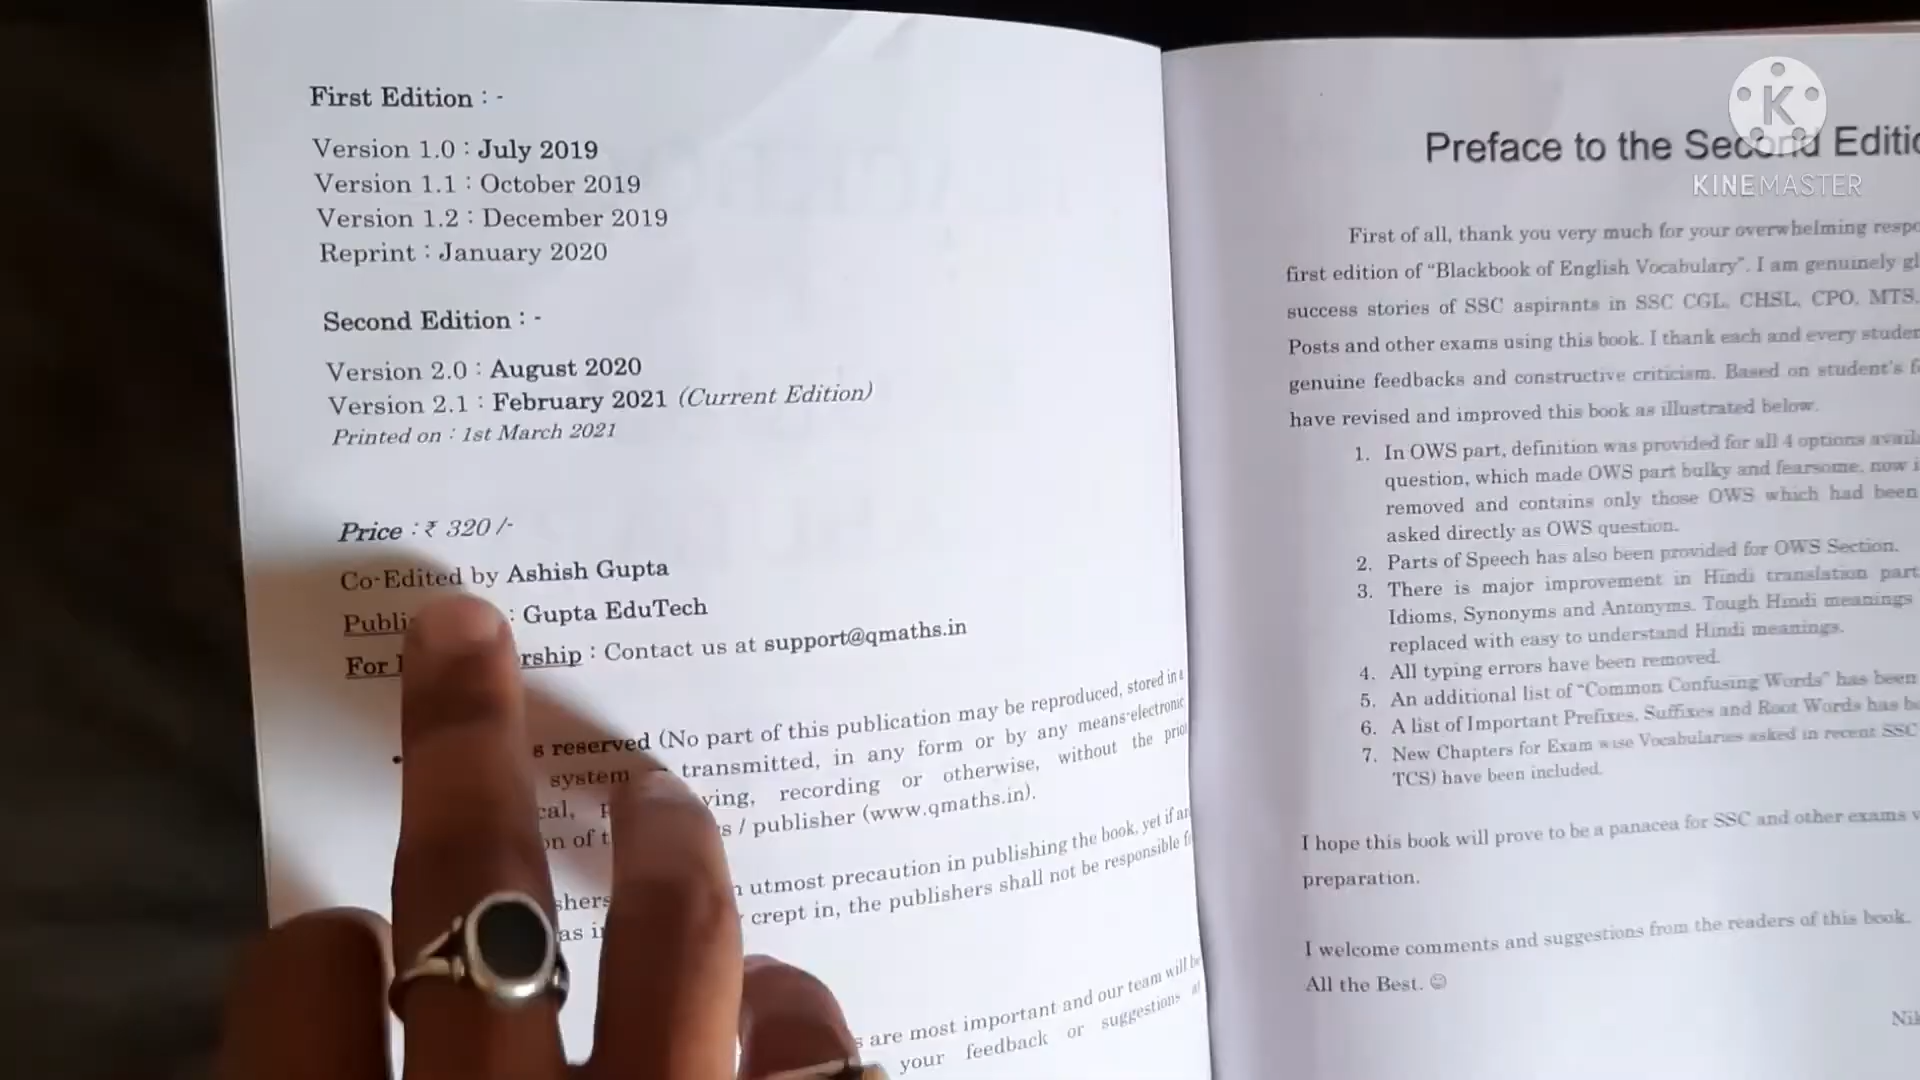 First Edition : -
Version 1.0 : July 2019
Version 1.1 : October 2019
Version 1.2 : December 2019
Reprint : January 2020
Second Edition : -
Version 2.0 : August 2020
Version 2.1 : February 2021 (Current Edition)
Printed on : 1st March 2021
Price : ₹ 320 /-
Co-Edited by Ashish Gupta
: Gupta EduTech
For : Contact us at support@qmaths.in
reserved (No part of this publication may be reproduced, stored in a
system transmitted, in any form or by any means-electronic
recording or otherwise, without the
/ publisher (www.qmaths.in).
utmost precaution in publishing the book, yet if
crept in, the publishers shall not be responsible
are most important and our team will be
your feedback or suggestions
Preface to the Second
KINEMASTER
First of all, thank you very much for your overwhelming
first edition of “Blackbook of English Vocabulary”. I am genuinely
success stories of SSC aspirants in SSC CGL, CHSL, CPO, MTS,
Posts and other exams using this book. I thank each and every
genuine feedbacks and constructive criticism. Based on student's
have revised and improved this book as illustrated below.
1. In OWS part, definition was provided for all 4 options
question, which made OWS part bulky and fearsome, now
removed and contains only those OWS which had been
asked directly as OWS question.
2. Parts of Speech has also been provided for OWS Section.
3. There is major improvement in Hindi translation part
Idioms, Synonyms and Antonyms. Tough Hindi meanings
replaced with easy to understand Hindi meanings.
4. All typing errors have been removed.
5. An additional list of “Common Confusing Words” has been
6. A list of Important Prefixes, Suffixes and Root Words has
7. New Chapters for Exam wise Vocabularies asked in recent SSC
TCS) have been included.
I hope this book will prove to be a panacea for SSC and other exams
preparation.
I welcome comments and suggestions from the readers of this book.
All the Best. ☺